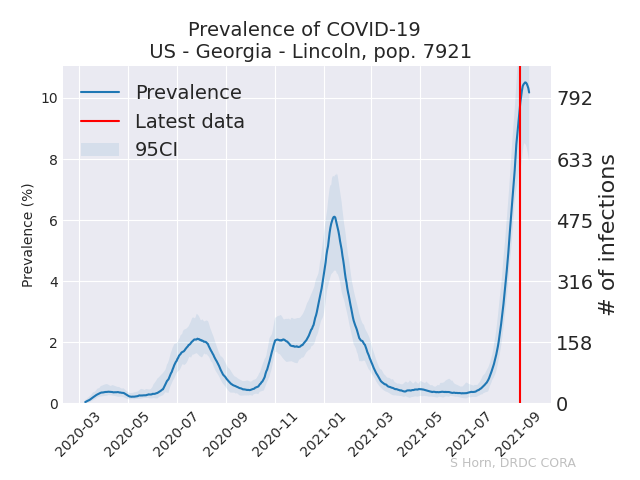 Prevalence of COVID-19
US - Georgia - Lincoln, pop. 7921
Prevalence
Latest data
95CI
Prevalence (%)
10
8
6
4
2
0
792
633
475
316
158
0
# of infections
2020-03
2020-05
2020-07
2020-09
2020-11
2021-01
2021-03
2021-05
2021-07
2021-09
S Horn, DRDC CORA